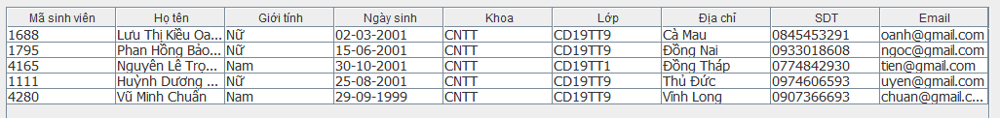 Mã sinh viên Họ tên Giới tính Ngày sinh Khoa Lớp Địa chỉ SDT Email
1688 Lưu Thị Kiều Oa... Nữ 02-03-2001 CNTT CD19TT9 Cà Mau 0845453291 oanh@gmail.com
1795 Phan Hồng Bảo... Nữ 15-06-2001 CNTT CD19TT9 Đồng Nai 0933018608 ngoc@gmail.com
4165 Nguyên Lê Trọ... Nam 30-10-2001 CNTT CD19TT1 Đồng Tháp 0774842930 tien@gmail.com
1111 Huỳnh Dương ... Nữ 25-08-2001 CNTT CD19TT9 Thủ Đức 0974606593 uyen@gmail.com
4280 Vũ Minh Chuẩn Nam 29-09-1999 CNTT CD19TT9 Vĩnh Long 0907366693 chuan@gmail.c...